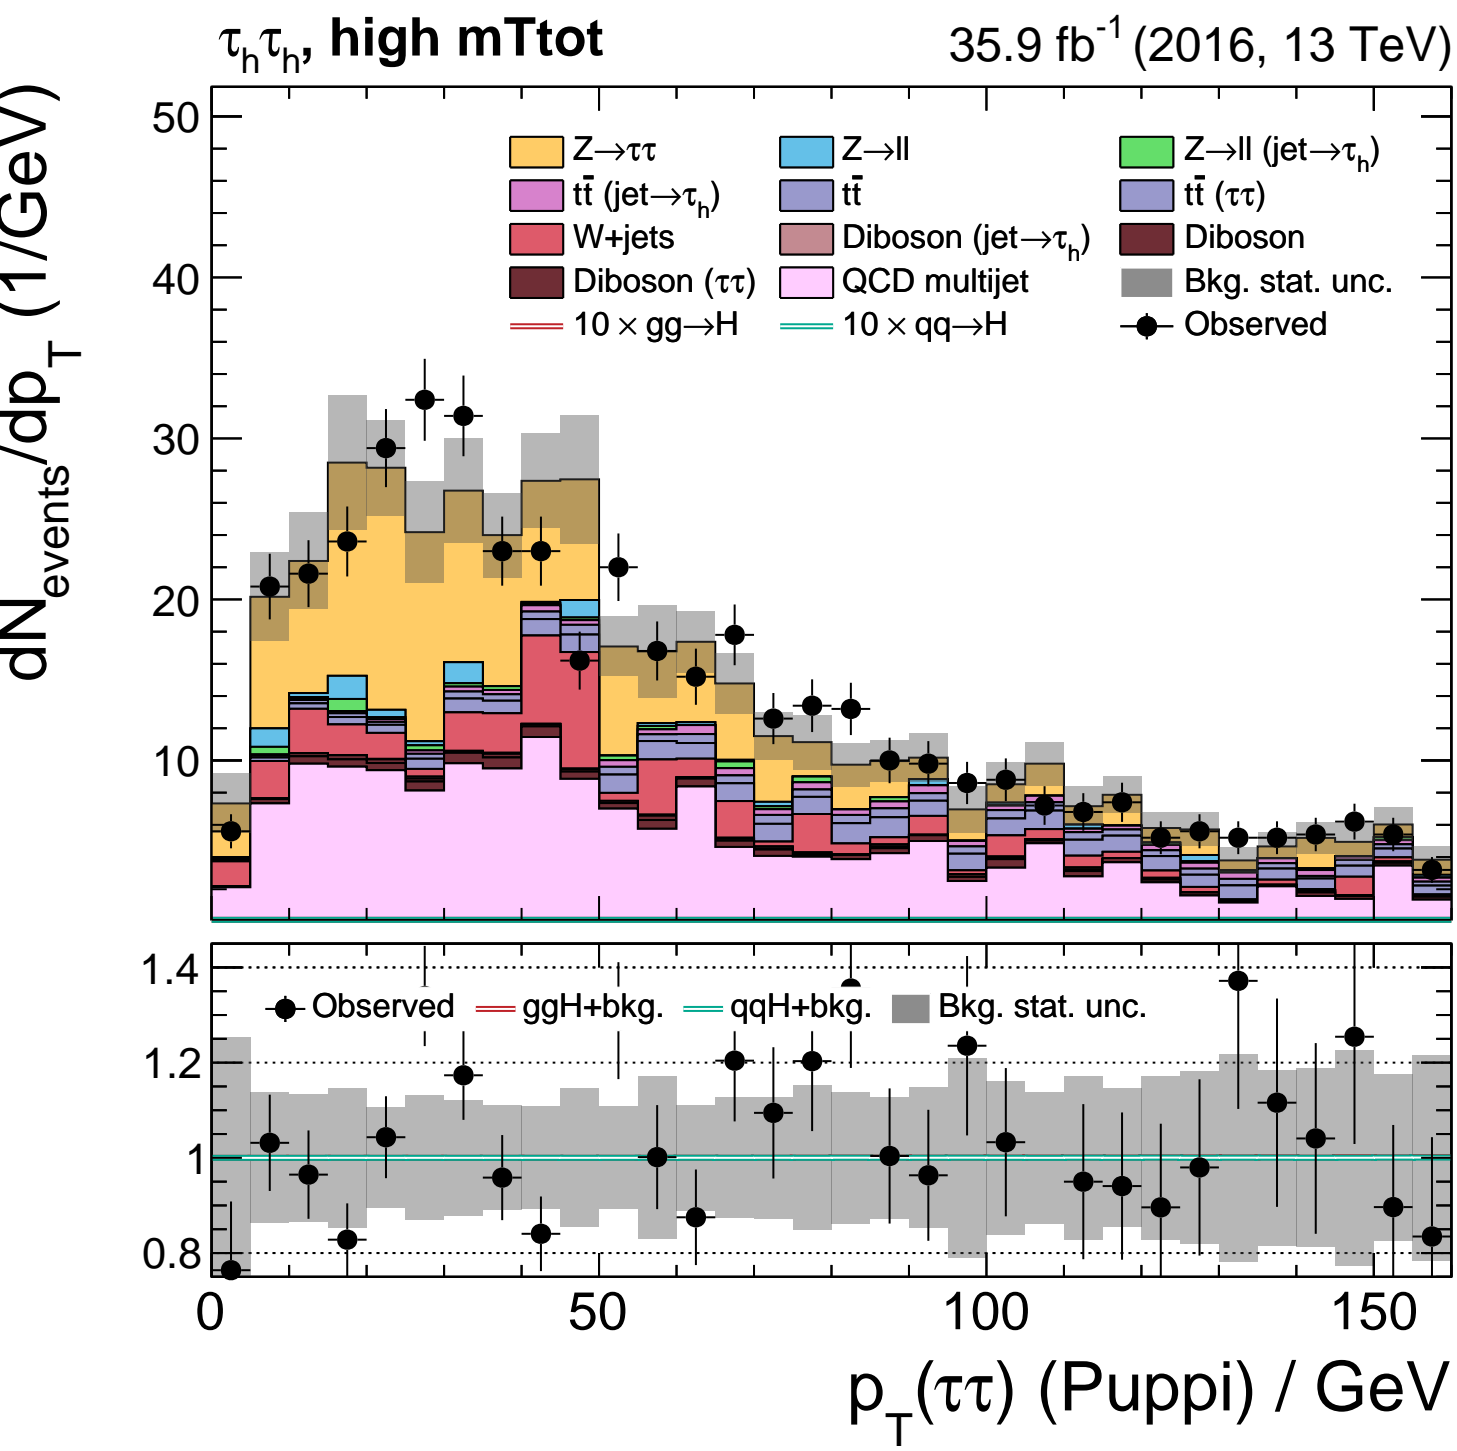 τhτh, high mTtot 35.9 fb-1 (2016, 13 TeV)
dNevents/dpT (1/GeV)
50
40
30
20
10
Z→ττ Z→ll Z→ll (jet→τh)
tt̄ (jet→τh) tt̄ tt̄ (ττ)
W+jets Diboson (jet→τh) Diboson
Diboson (ττ) QCD multijet Bkg. stat. unc.
10 × gg→H 10 × qq→H Observed
1.4
1.2
1
0.8
Observed ggH+bkg. qqH+bkg. Bkg. stat. unc.
0 50 100 150
pT(ττ) (Puppi) / GeV